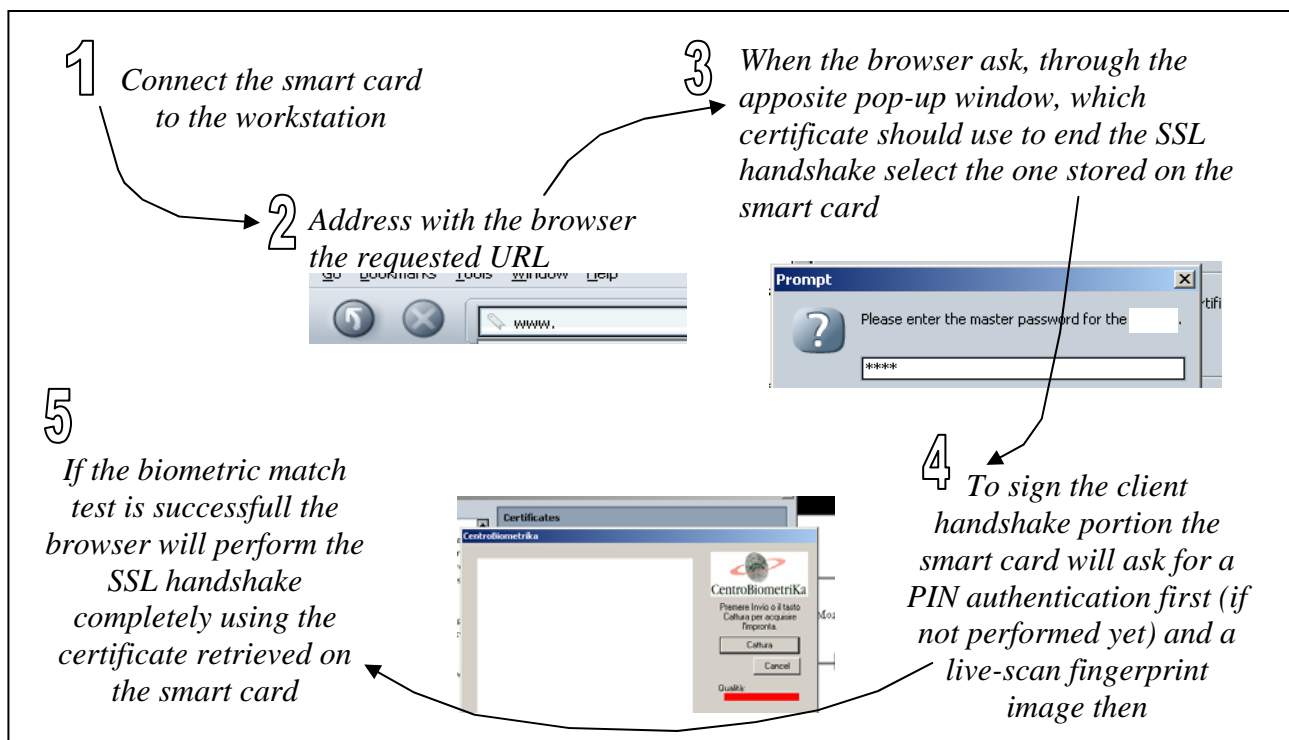 1
Connect the smart card
to the workstation
2
Address with the browser
the requested URL
Go Bookmarks Tools Window Help
www.
3
When the browser ask, through the
apposite pop-up window, which
certificate should use to end the SSL
handshake select the one stored on the
smart card
Prompt
Please enter the master password for the
****
4
To sign the client
handshake portion the
smart card will ask for a
PIN authentication first (if
not performed yet) and a
live-scan fingerprint
image then
Certificates
CentroBiometrika
CentroBiometriKa
Premere Invio o il tasto
Cattura per acquisire
l'impronta.
Cattura
Cancel
Qualità:
5
If the biometric match
test is successfull the
browser will perform the
SSL handshake
completely using the
certificate retrieved on
the smart card